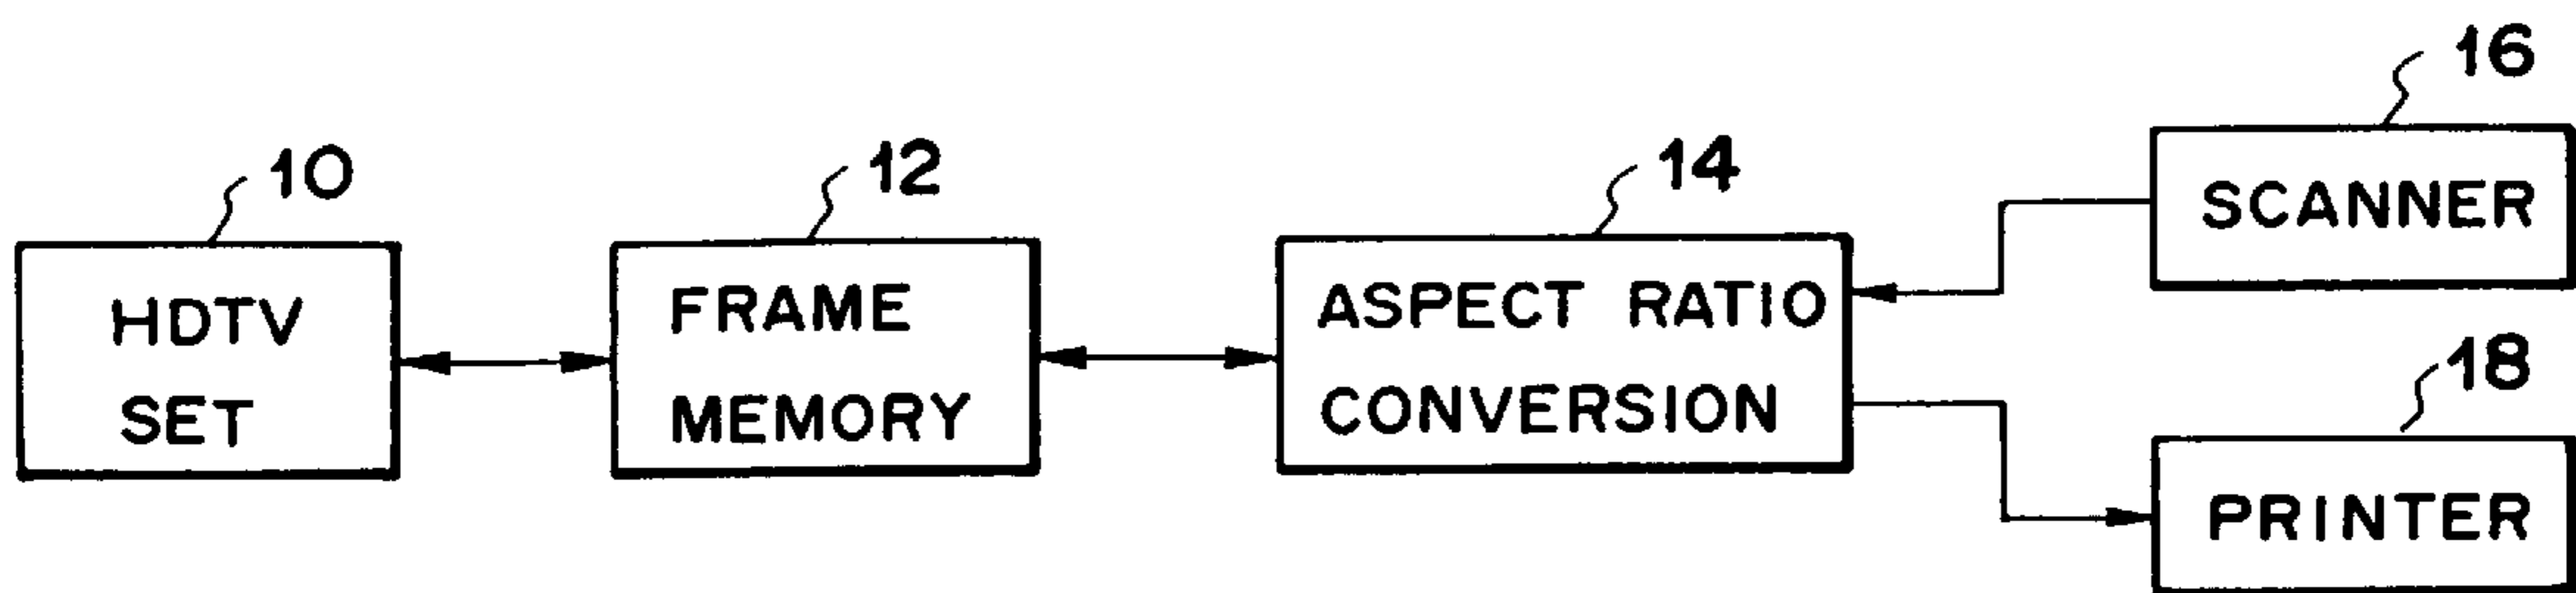 10
HDTV
SET
12
FRAME
MEMORY
14
ASPECT RATIO
CONVERSION
16
SCANNER
18
PRINTER